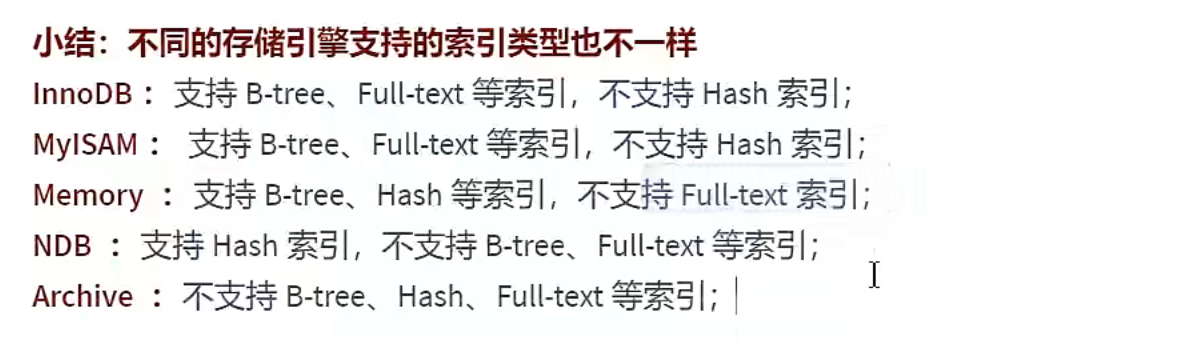 小结：不同的存储引擎支持的索引类型也不一样
InnoDB ： 支持 B-tree、Full-text 等索引，不支持 Hash 索引；
MyISAM ： 支持 B-tree、Full-text 等索引，不支持 Hash 索引；
Memory ： 支持 B-tree、Hash 等索引，不支持 Full-text 索引；
NDB ： 支持 Hash 索引，不支持 B-tree、Full-text 等索引；
Archive ： 不支持 B-tree、Hash、Full-text 等索引；